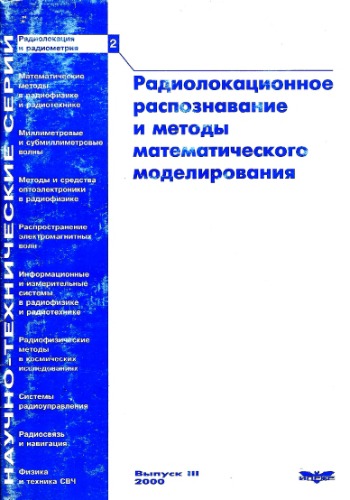 НАУЧНО-ТЕХНИЧЕСКИЕ СЕРИИ
Радиолокация
и радиометрия
2
Математические
методы
в радиофизике
и радиотехнике
Миллиметровые
и субмиллиметровые
волны
Методы и средства
оптоэлектроники
в радиофизике
Распространение
электромагнитных
волн
Информационные
и измерительные
системы
в радиофизике
и радиотехнике
Радиофизические
методы
в космических
исследованиях
Системы
радиоуправления
Радиосвязь
и навигация
Физика
и техника СВЧ
Радиолокационное
распознавание
и методы
математического
моделирования
Выпуск III
2000